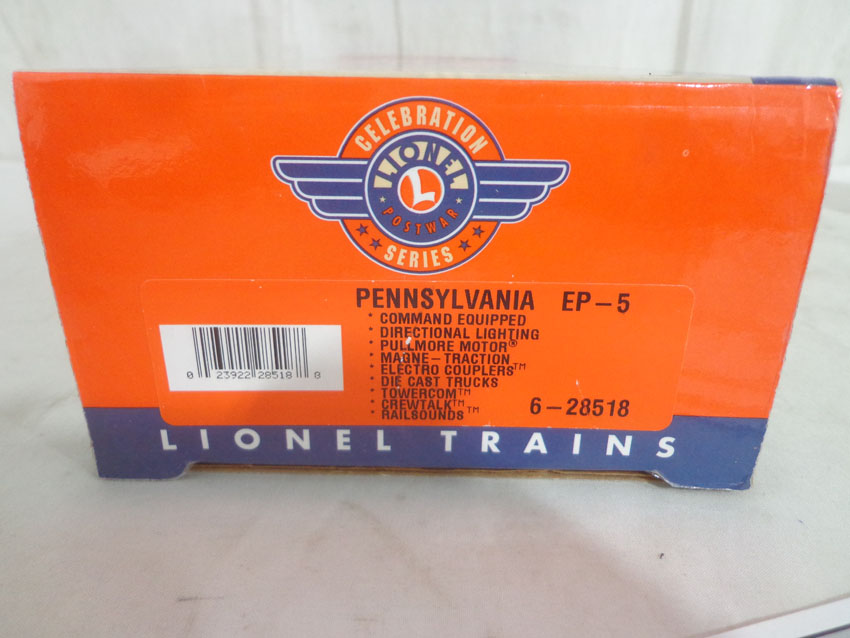 CELEBRATION
LIONEL
L
POSTWAR
SERIES
PENNSYLVANIA EP-5
• COMMAND EQUIPPED
• DIRECTIONAL LIGHTING
• PULLMORE MOTOR®
• MAGNE-TRACTION
• ELECTRO COUPLERS™
• DIE CAST TRUCKS
• TOWERCOM™
• CREWTALK™
• RAILSOUNDS™
6-28518
0 23922 28518 8
LIONEL TRAINS